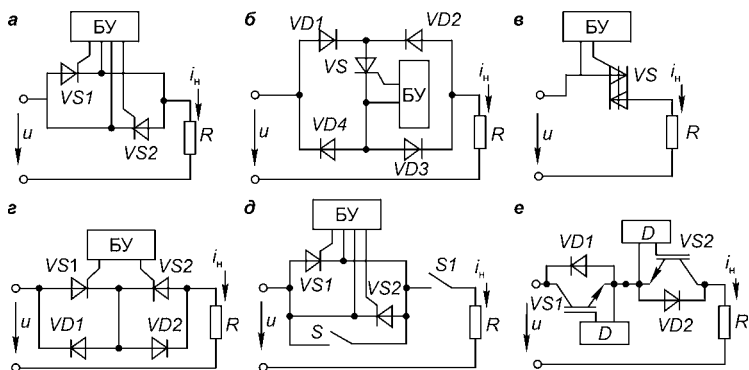 а
БУ
VS1
VS2
iн
u
R
б
VD1
VD2
VS
БУ
VD4
VD3
iн
u
R
в
БУ
VS
iн
u
R
г
БУ
VS1
VS2
VD1
VD2
iн
u
R
д
БУ
VS1
VS2
S
S1
iн
u
R
е
VD1
D
VS2
VS1
D
VD2
iн
u
R